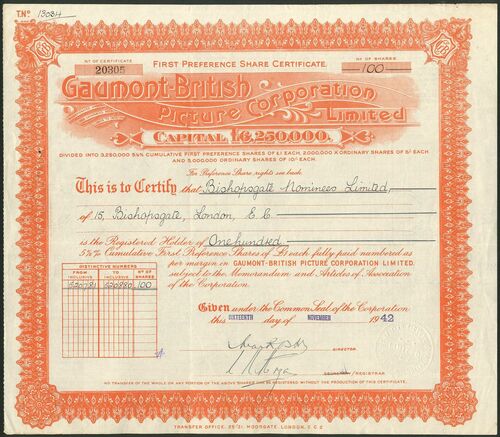 T.Nº 13034
Nº OF CERTIFICATE
20305
FIRST PREFERENCE SHARE CERTIFICATE.
Nº OF SHARES
100
Gaumont-British
Picture Corporation
Limited
CAPITAL £6,250,000.
DIVIDED INTO 3,250,000 5½% CUMULATIVE FIRST PREFERENCE SHARES OF £1 EACH, 2,000,000 X ORDINARY SHARES OF 5/- EACH
AND 5,000,000 ORDINARY SHARES OF 10/- EACH.
For Preference Share rights see back
This is to Certify that Bishopsgate Nominees Limited,
of 15, Bishopsgate, London, E.C.
is the Registered Holder of One hundred
5½% Cumulative First Preference Shares of £1 each fully paid numbered as
per margin in GAUMONT-BRITISH PICTURE CORPORATION LIMITED,
subject to the Memorandum and Articles of Association
of the Corporation.
DISTINCTIVE NUMBERS
FROM INCLUSIVE
TO INCLUSIVE
Nº OF SHARES
1520781 1520880 100
Given under the Common Seal of the Corporation
this SIXTEENTH day of NOVEMBER 1942
DIRECTOR.
REGISTRAR
NO TRANSFER OF THE WHOLE OR ANY PORTION OF THE ABOVE SHARES CAN BE REGISTERED WITHOUT THE PRODUCTION OF THIS CERTIFICATE.
TRANSFER OFFICE: 25/31 MOORGATE, LONDON, E.C.2